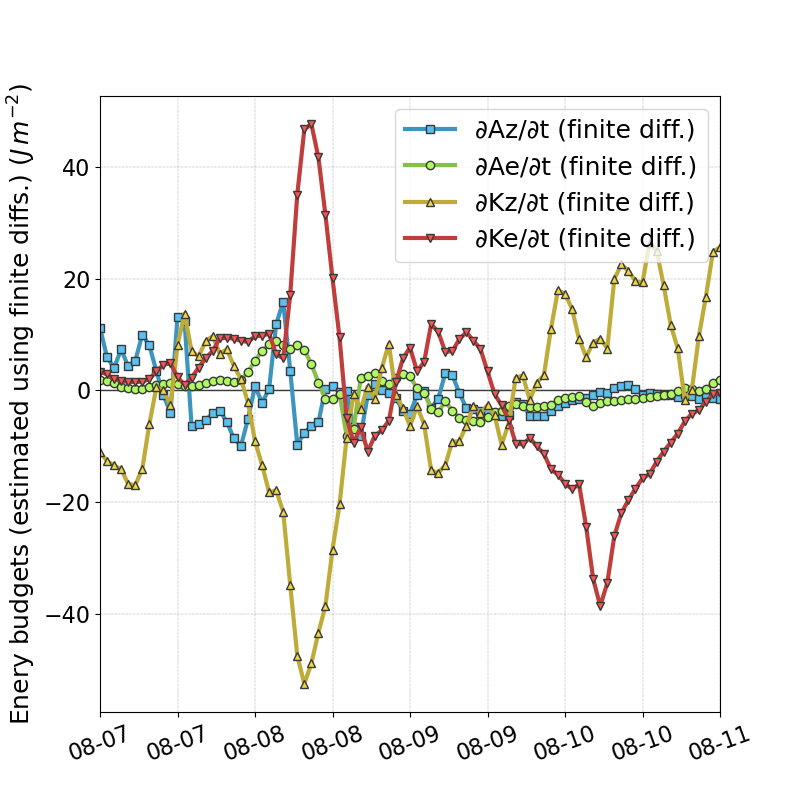 Enery budgets (estimated using finite diffs.) (J m⁻²)
40
20
0
−20
−40
∂Az/∂t (finite diff.)
∂Ae/∂t (finite diff.)
∂Kz/∂t (finite diff.)
∂Ke/∂t (finite diff.)
08-07 08-07 08-08 08-08 08-09 08-09 08-10 08-10 08-11